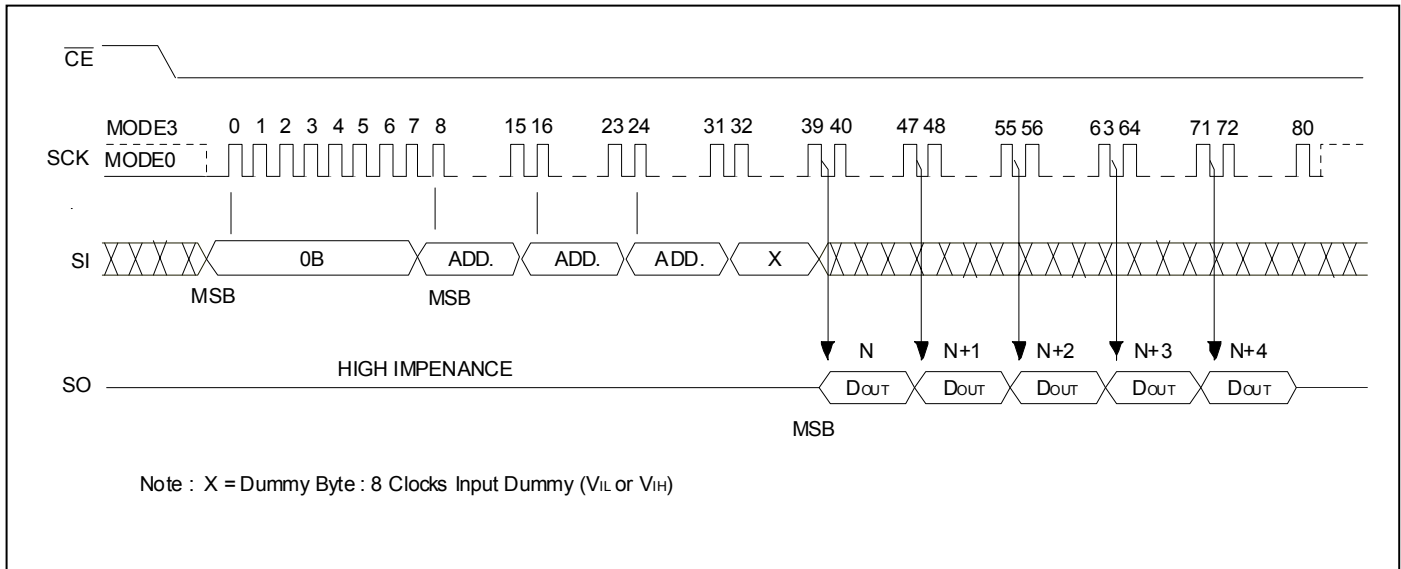 CE
MODE3 0 1 2 3 4 5 6 7 8 15 16 23 24 31 32 39 40 47 48 55 56 63 64 71 72 80
SCK MODE0
SI 0B ADD. ADD. ADD. X
MSB MSB
N N+1 N+2 N+3 N+4
HIGH IMPENANCE
SO DOUT DOUT DOUT DOUT DOUT
MSB
Note : X = Dummy Byte : 8 Clocks Input Dummy (VIL or VIH)